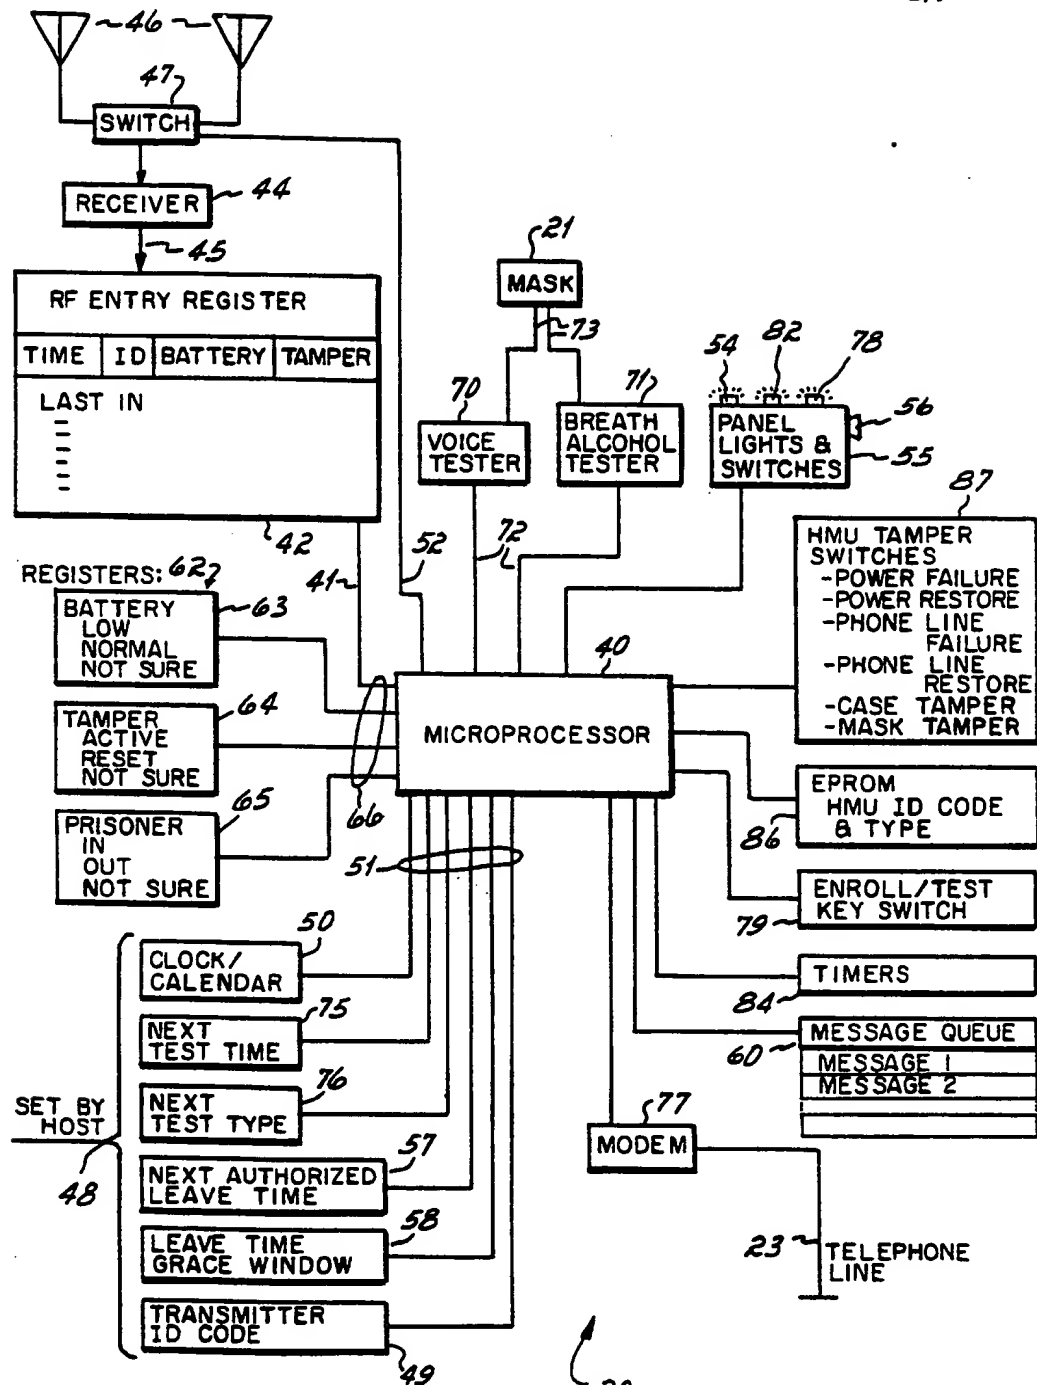 46
47
SWITCH
RECEIVER
44
45
RF ENTRY REGISTER
TIME ID BATTERY TAMPER
LAST IN
42
41
52
21
MASK
73
70
VOICE
TESTER
71
BREATH
ALCOHOL
TESTER
72
54 82 78
PANEL
LIGHTS &
SWITCHES
56
55
87
HMU TAMPER
SWITCHES
-POWER FAILURE
-POWER RESTORE
-PHONE LINE
FAILURE
-PHONE LINE
RESTORE
-CASE TAMPER
-MASK TAMPER
REGISTERS: 62
63
BATTERY
LOW
NORMAL
NOT SURE
64
TAMPER
ACTIVE
RESET
NOT SURE
65
PRISONER
IN
OUT
NOT SURE
66
40
MICROPROCESSOR
51
EPROM
HMU ID CODE
& TYPE
86
ENROLL/TEST
KEY SWITCH
79
TIMERS
84
MESSAGE QUEUE
60
MESSAGE 1
MESSAGE 2
SET BY
HOST
48
50
CLOCK/
CALENDAR
75
NEXT
TEST TIME
76
NEXT
TEST TYPE
57
NEXT AUTHORIZED
LEAVE TIME
58
LEAVE TIME
GRACE WINDOW
TRANSMITTER
ID CODE
49
77
MODEM
23
TELEPHONE
LINE